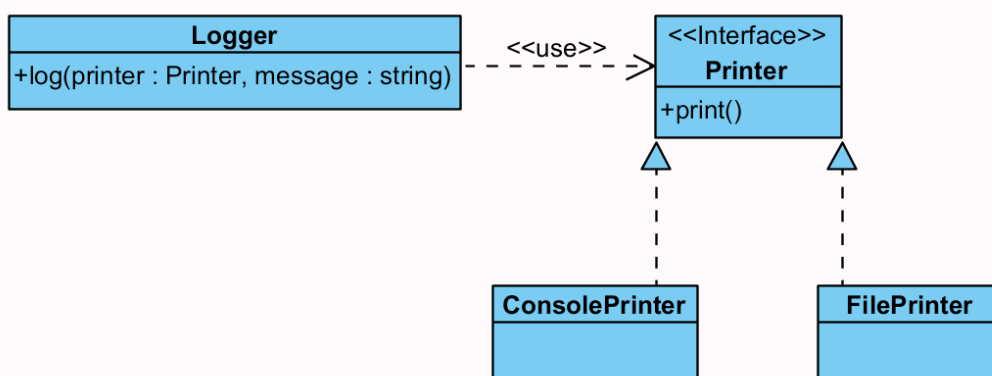 Logger
+log(printer : Printer, message : string)
<<use>>
<<Interface>>
Printer
+print()
ConsolePrinter
FilePrinter